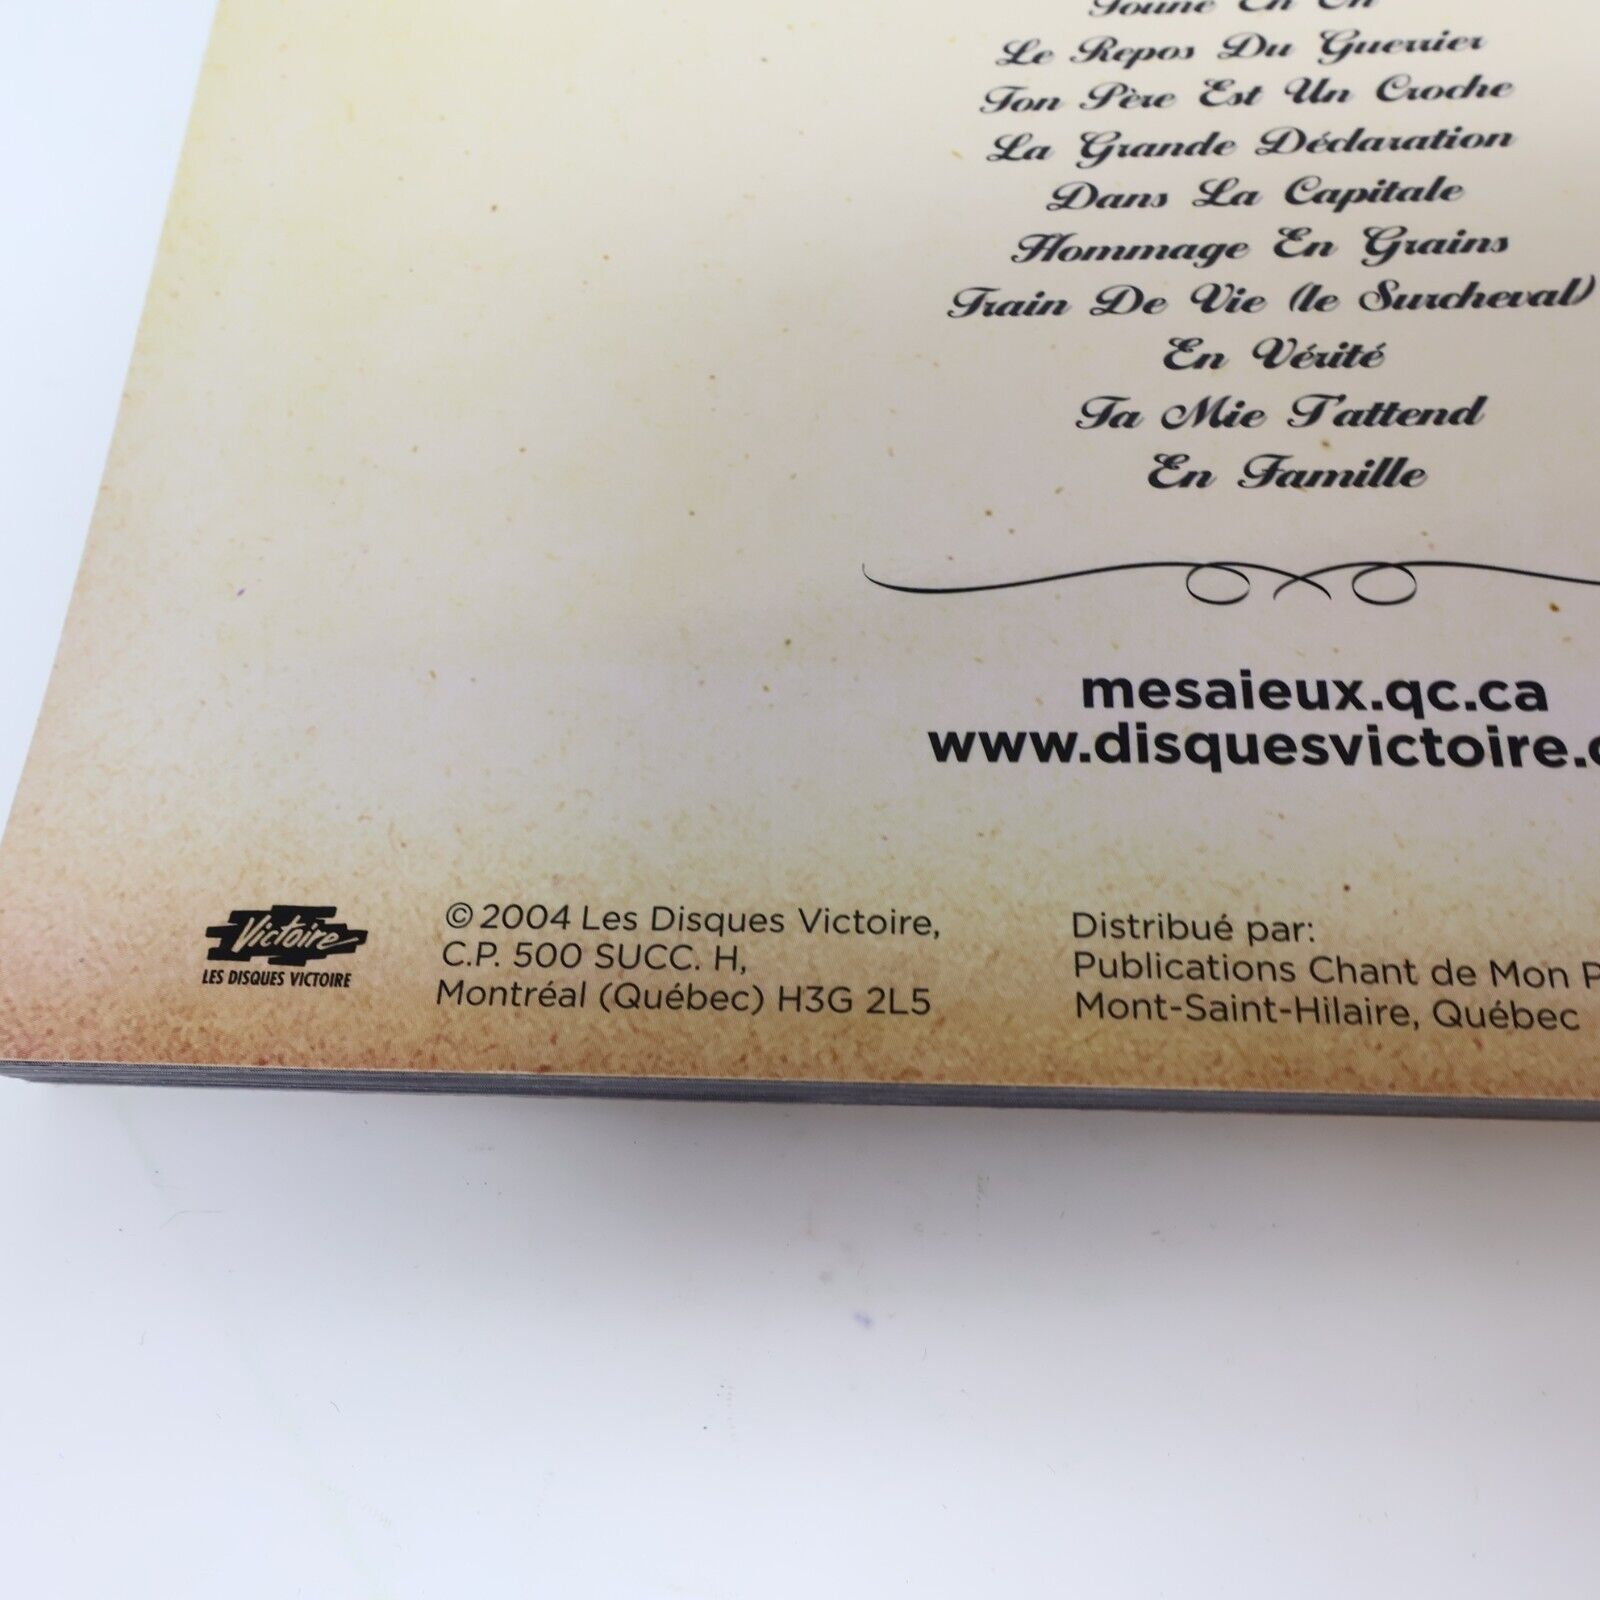 Toune En On
Le Repos Du Guerrier
Ton Père Est Un Croche
La Grande Déclaration
Dans La Capitale
Hommage En Grains
Train De Vie (le Surcheval)
En Vérité
Ta Mie T'attend
En Famille
mesaieux.qc.ca
www.disquesvictoire.c
Victoire
LES DISQUES VICTOIRE
© 2004 Les Disques Victoire,
C.P. 500 SUCC. H,
Montréal (Québec) H3G 2L5
Distribué par:
Publications Chant de Mon P
Mont-Saint-Hilaire, Québec